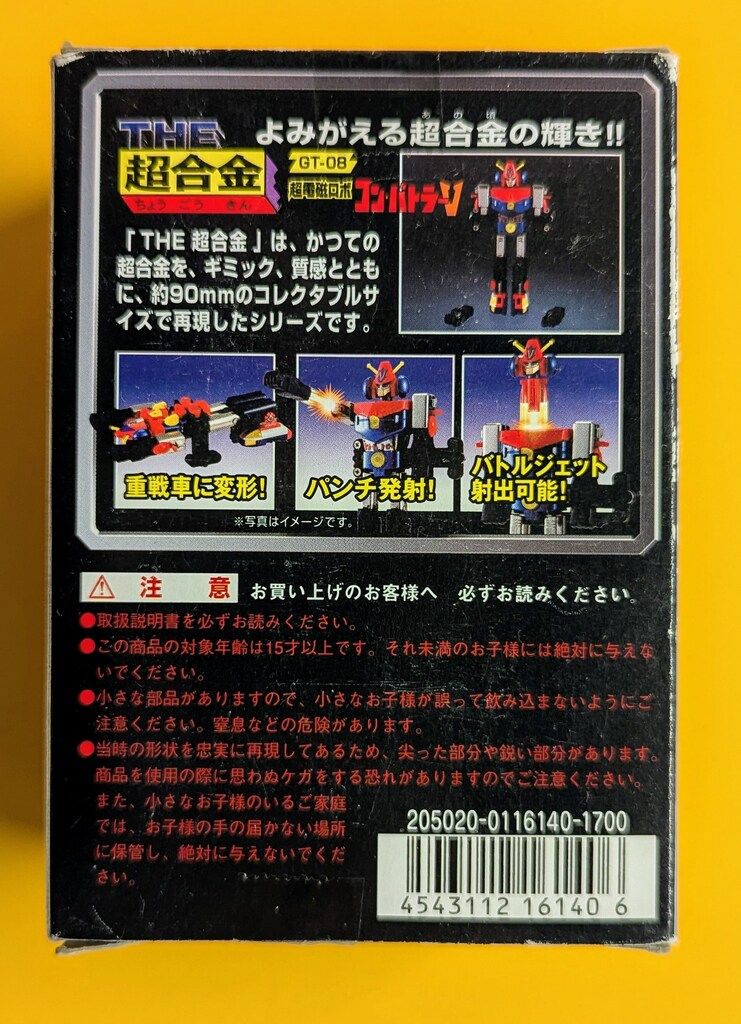 THE
超合金
ちょうごうきん
あの頃
よみがえる超合金の輝き!!
GT-08
超電磁ロボ
コン・バトラーV
「THE 超合金」は、かつての
超合金を、ギミック、質感ととも
に、約90mmのコレクタブルサ
イズで再現したシリーズです。
重戦車に変形!
パンチ発射!
バトルジェット
射出可能!
※写真はイメージです。
注 意
お買い上げのお客様へ 必ずお読みください。
●取扱説明書を必ずお読みください。
●この商品の対象年齢は15才以上です。それ未満のお子様には絶対に与えな
いでください。
●小さな部品がありますので、小さなお子様が誤って飲み込まないようにご
注意ください。窒息などの危険があります。
●当時の形状を忠実に再現してあるため、尖った部分や鋭い部分があります。
商品を使用の際に思わぬケガをする恐れがありますのでご注意ください。
また、小さなお子様のいるご家庭
では、お子様の手の届かない場所
に保管し、絶対に与えないでくだ
さい。
205020-0116140-1700
4543112 16140 6